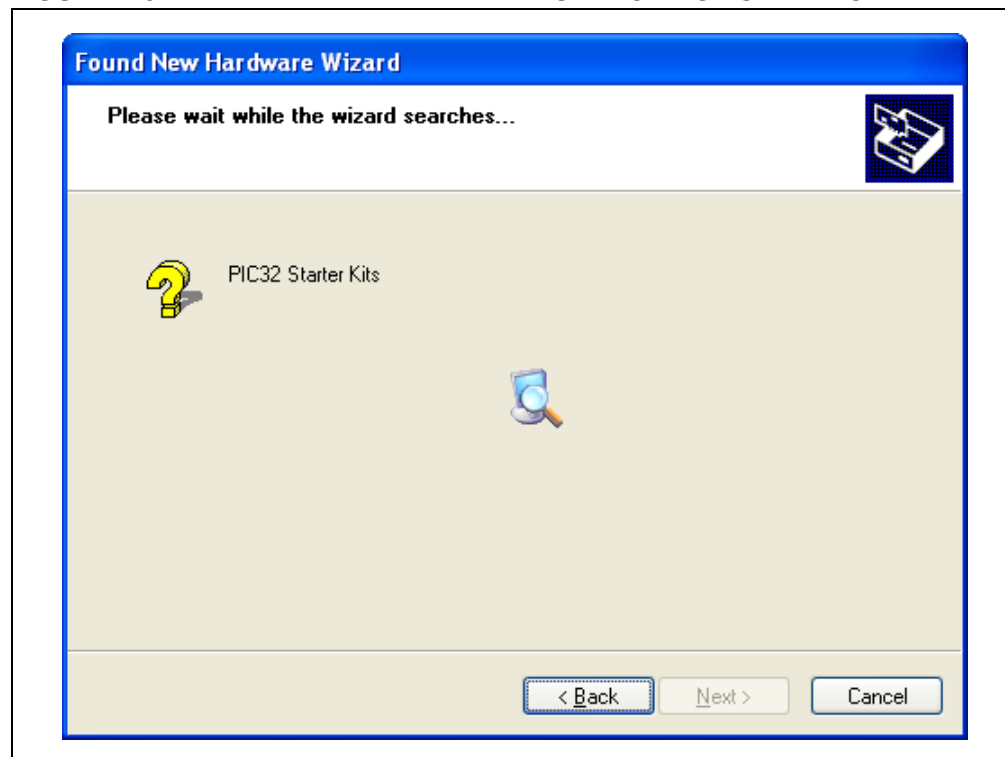 Found New Hardware Wizard
Please wait while the wizard searches...
PIC32 Starter Kits
< Back
Next >
Cancel